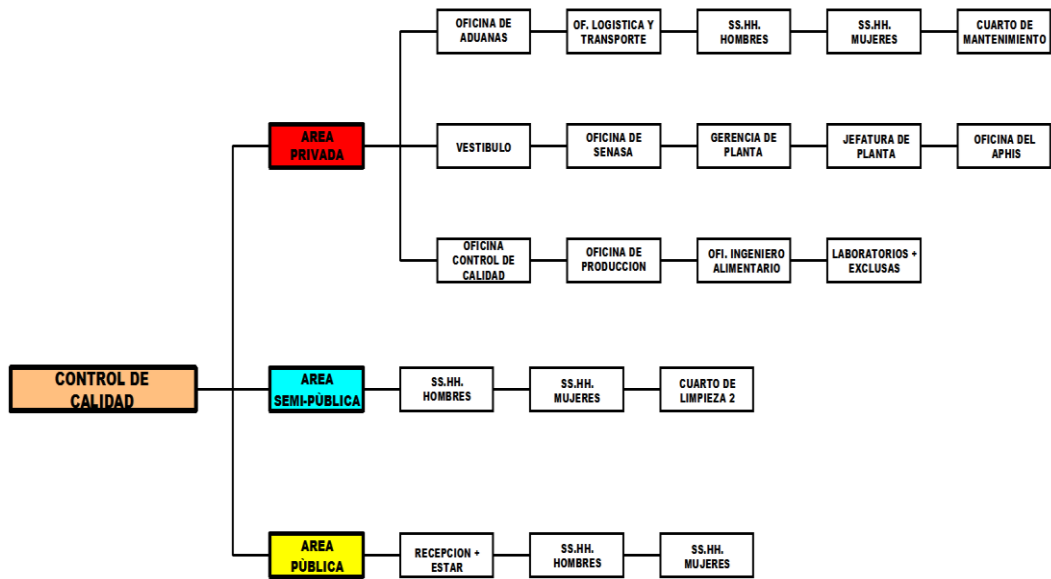 OFICINA DE
ADUANAS
OF. LOGISTICA Y
TRANSPORTE
SS.HH.
HOMBRES
SS.HH.
MUJERES
CUARTO DE
MANTENIMIENTO
AREA
PRIVADA
VESTIBULO
OFICINA DE
SENASA
GERENCIA DE
PLANTA
JEFATURA DE
PLANTA
OFICINA DEL
APHIS
OFICINA
CONTROL DE
CALIDAD
OFICINA DE
PRODUCCION
OFI. INGENIERO
ALIMENTARIO
LABORATORIOS +
EXCLUSAS
CONTROL DE
CALIDAD
AREA
SEMI-PÙBLICA
SS.HH.
HOMBRES
SS.HH.
MUJERES
CUARTO DE
LIMPIEZA 2
AREA
PÙBLICA
RECEPCION +
ESTAR
SS.HH.
HOMBRES
SS.HH.
MUJERES